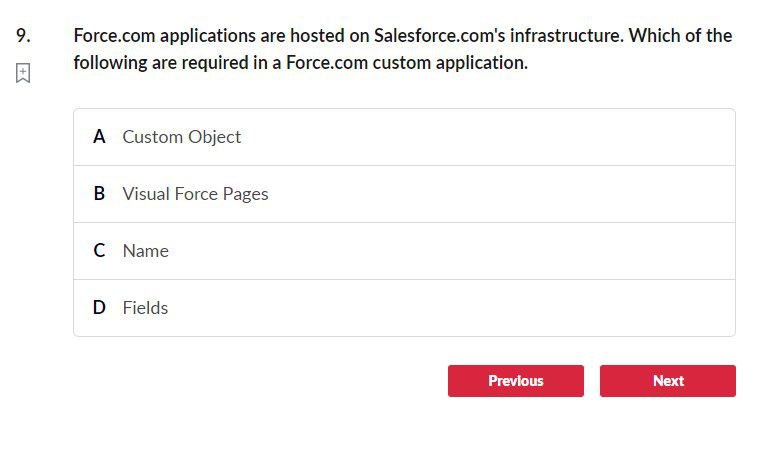 9. Force.com applications are hosted on Salesforce.com's infrastructure. Which of the
following are required in a Force.com custom application.
A Custom Object
B Visual Force Pages
C Name
D Fields
Previous Next